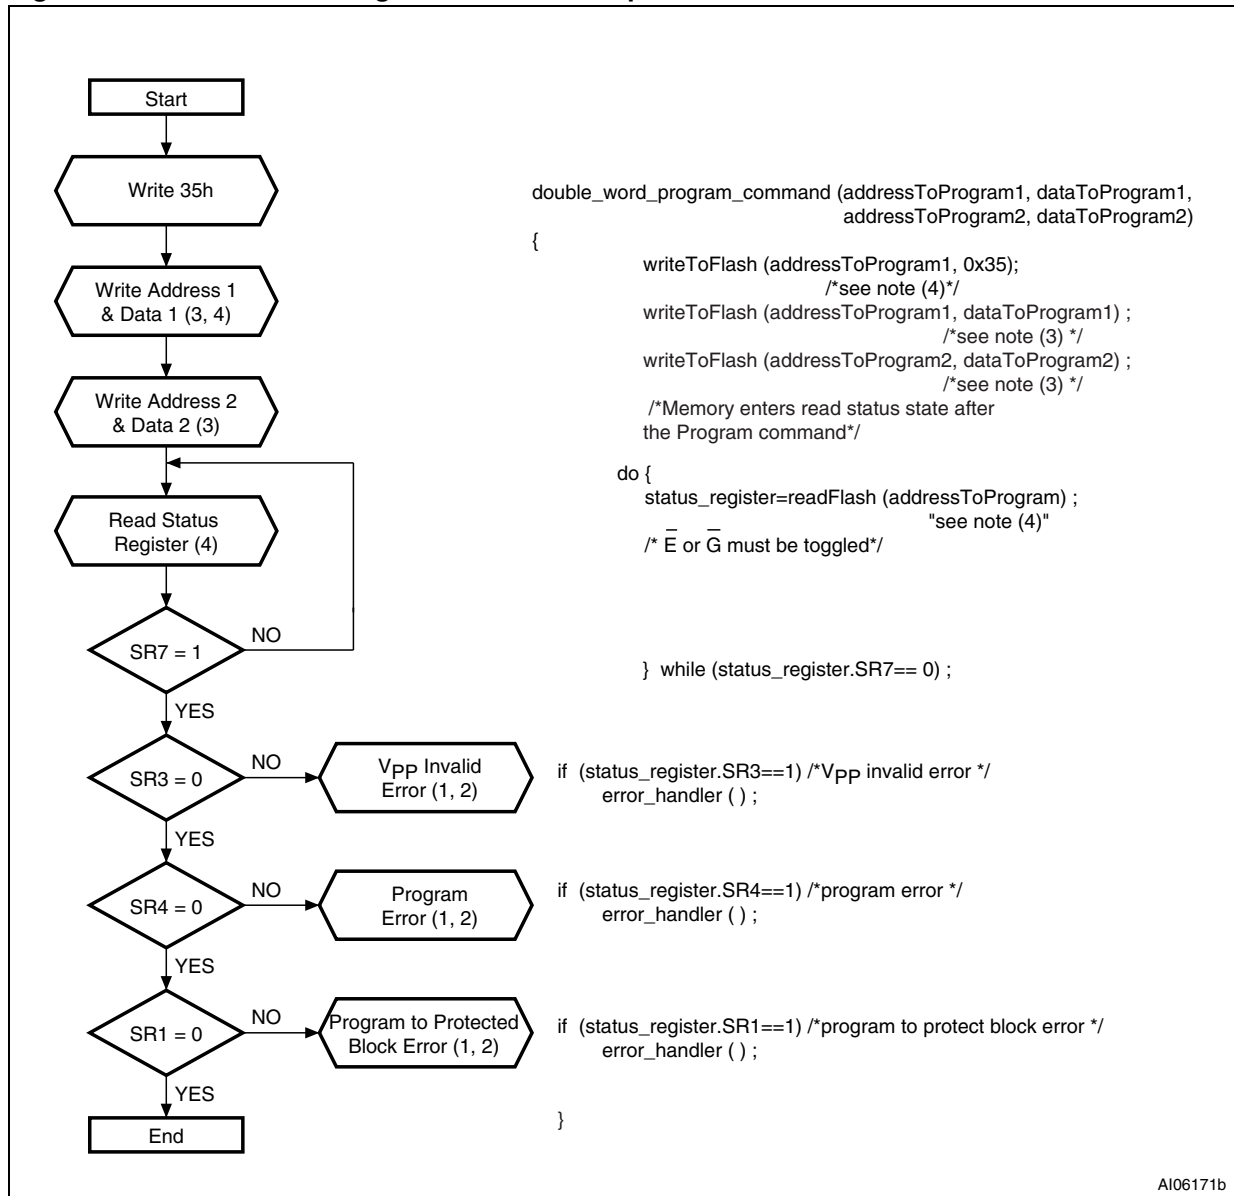 Start
Write 35h
Write Address 1
& Data 1 (3, 4)
Write Address 2
& Data 2 (3)
Read Status
Register (4)
SR7 = 1
NO
YES
SR3 = 0
NO
VPP Invalid
Error (1, 2)
YES
SR4 = 0
NO
Program
Error (1, 2)
YES
SR1 = 0
NO
Program to Protected
Block Error (1, 2)
YES
End
double_word_program_command (addressToProgram1, dataToProgram1,
addressToProgram2, dataToProgram2)
{
writeToFlash (addressToProgram1, 0x35);
/*see note (4)*/
writeToFlash (addressToProgram1, dataToProgram1) ;
/*see note (3) */
writeToFlash (addressToProgram2, dataToProgram2) ;
/*see note (3) */
/*Memory enters read status state after
the Program command*/
do {
status_register=readFlash (addressToProgram) ;
"see note (4)"
/* E̅ or G̅ must be toggled*/
} while (status_register.SR7== 0) ;
if (status_register.SR3==1) /*VPP invalid error */
error_handler ( ) ;
if (status_register.SR4==1) /*program error */
error_handler ( ) ;
if (status_register.SR1==1) /*program to protect block error */
error_handler ( ) ;
}
AI06171b